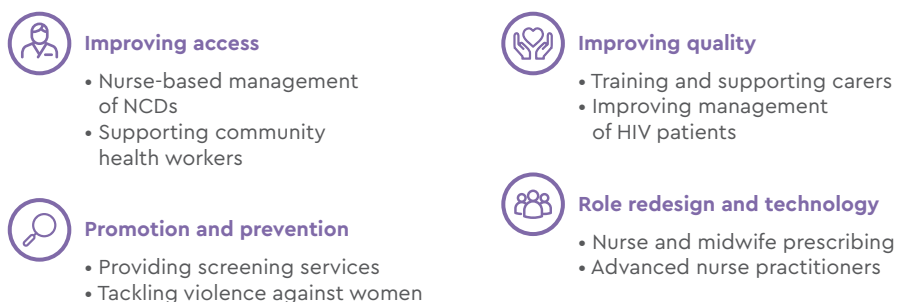 Improving access
• Nurse-based management
of NCDs
• Supporting community
health workers
Promotion and prevention
• Providing screening services
• Tackling violence against women
Improving quality
• Training and supporting carers
• Improving management
of HIV patients
Role redesign and technology
• Nurse and midwife prescribing
• Advanced nurse practitioners